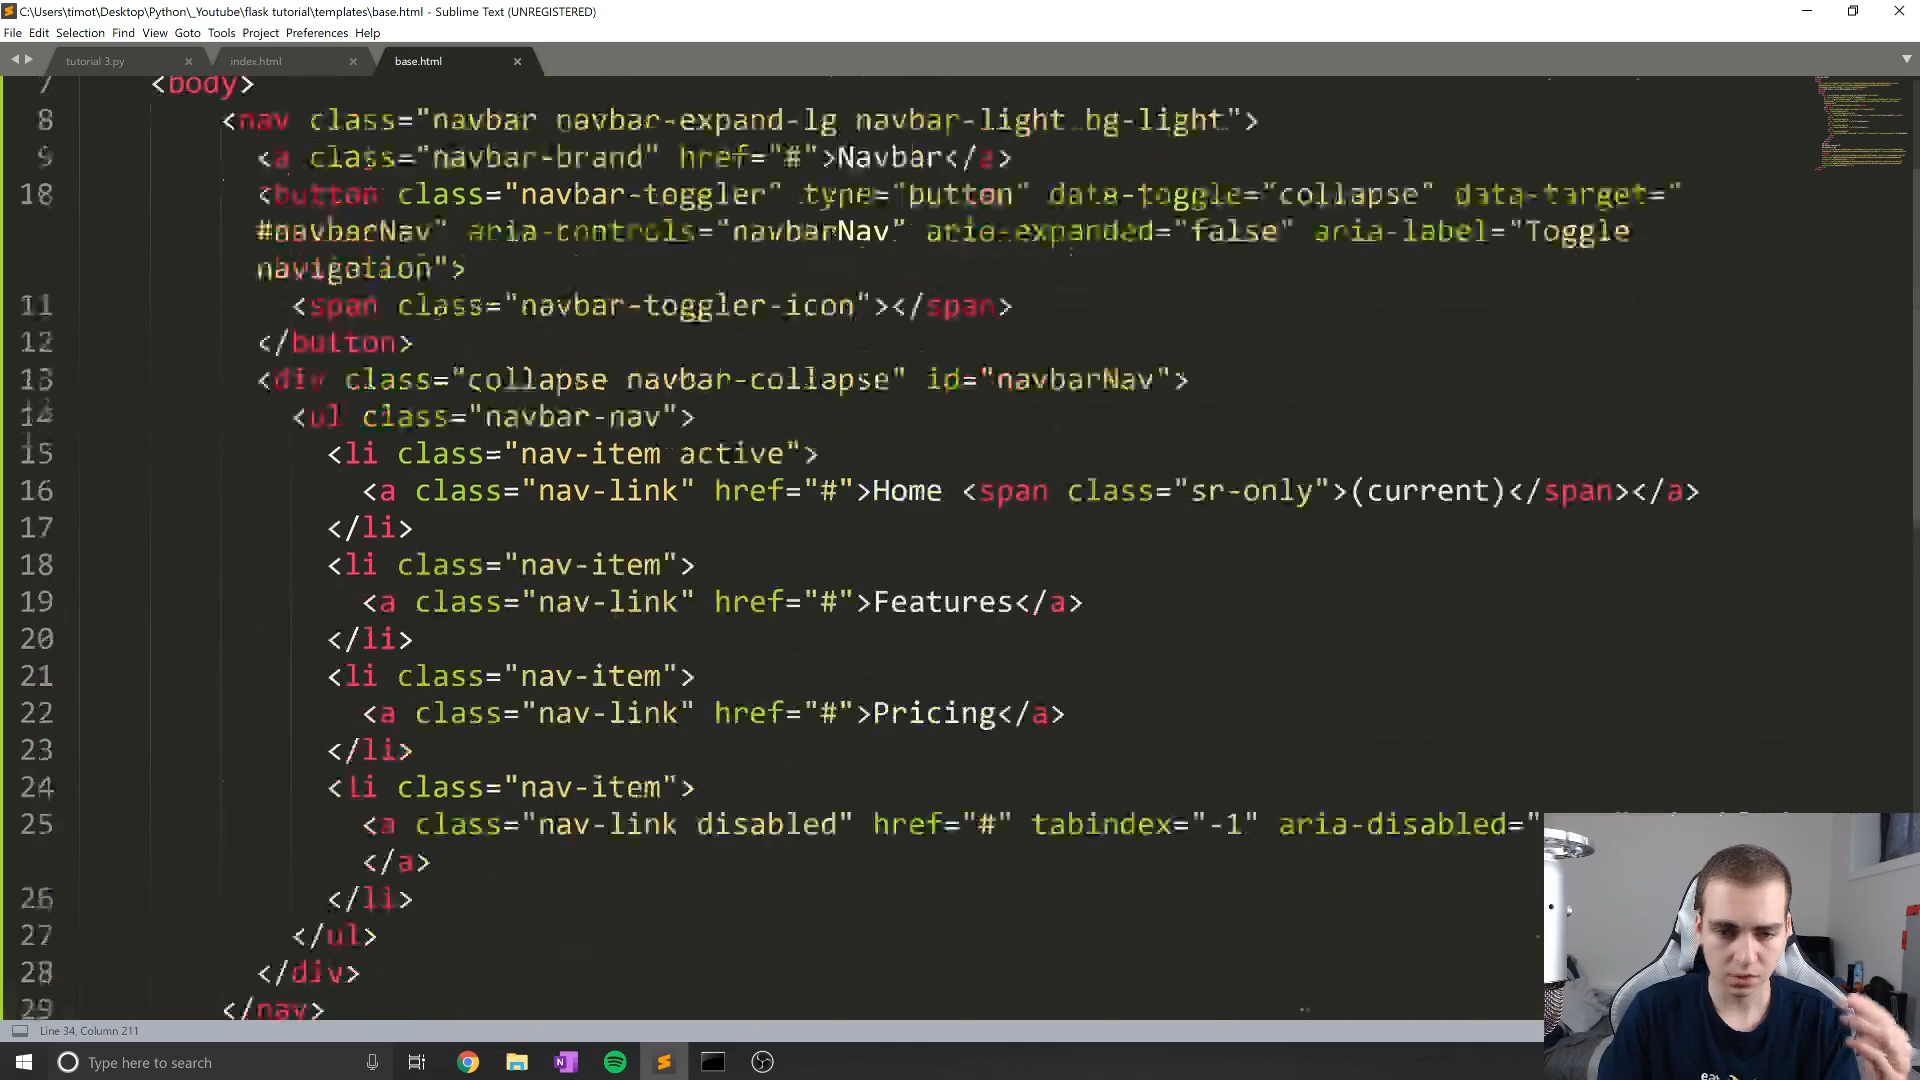 C:\Users\timot\Desktop\Python\_Youtube\flask tutorial\templates\base.html - Sublime Text (UNREGISTERED)
File Edit Selection Find View Goto Tools Project Preferences Help
tutorial 3.py
index.html
base.html
7 <body>
8 <nav class="navbar navbar-expand-lg navbar-light bg-light">
9 <a class="navbar-brand" href="#">Navbar</a>
10 <button class="navbar-toggler" type="button" data-toggle="collapse" data-target="
#navbarNav" aria-controls="navbarNav" aria-expanded="false" aria-label="Toggle
navigation">
11 <span class="navbar-toggler-icon"></span>
12 </button>
13 <div class="collapse navbar-collapse" id="navbarNav">
14 <ul class="navbar-nav">
15 <li class="nav-item active">
16 <a class="nav-link" href="#">Home <span class="sr-only">(current)</span></a>
17 </li>
18 <li class="nav-item">
19 <a class="nav-link" href="#">Features</a>
20 </li>
21 <li class="nav-item">
22 <a class="nav-link" href="#">Pricing</a>
23 </li>
24 <li class="nav-item">
25 <a class="nav-link disabled" href="#" tabindex="-1" aria-disabled="
</a>
26 </li>
27 </ul>
28 </div>
29 </nav>
Line 34, Column 211
Type here to search